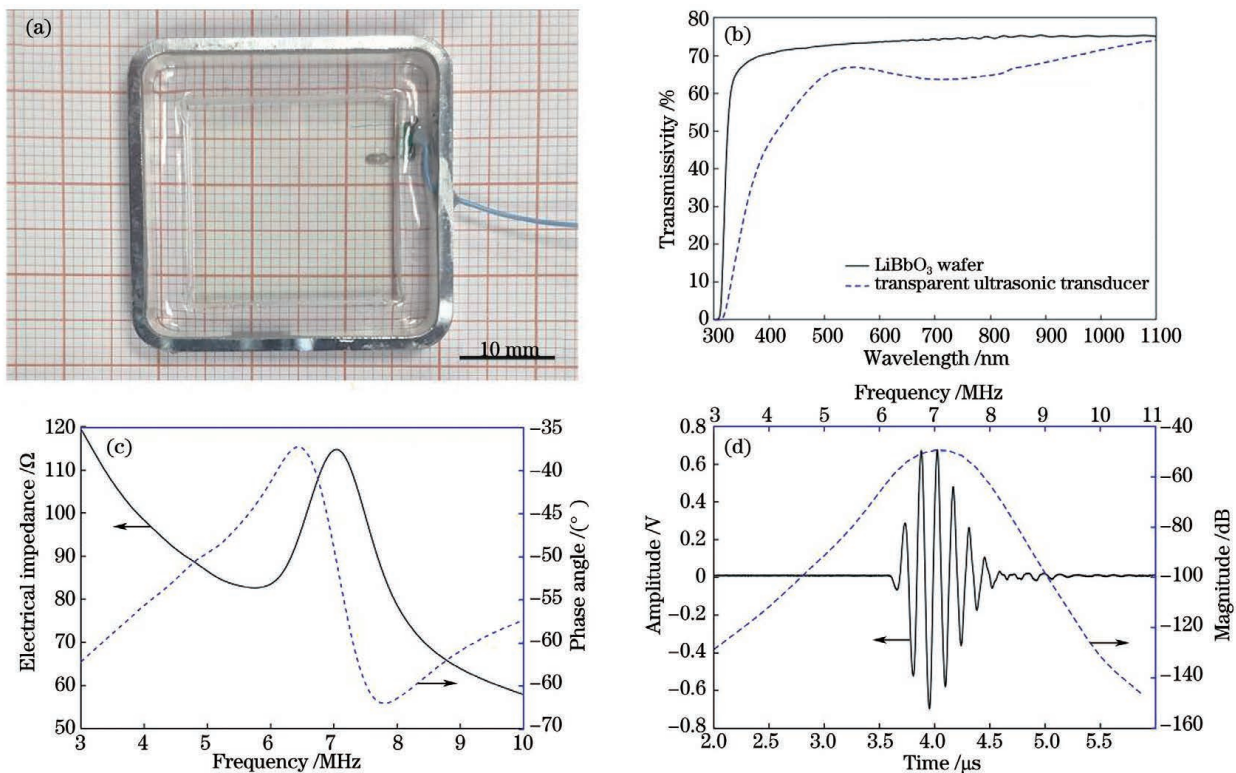 (a)
10 mm
(b)
80
70
60
50
40
30
20
10
0
Transmissivity /%
LiBbO₃ wafer
transparent ultrasonic transducer
300 400 500 600 700 800 900 1000 1100
Wavelength /nm
(c)
120
110
100
90
80
70
60
50
Electrical impedance /Ω
-35
-38
-40
-50
-55
-60
-60
-70
Phase angle /(°)
3 4 5 6 7 8 9 10
Frequency /MHz
Frequency /MHz
3 4 5 6 7 8 9 10 11
(d)
0.8
0.6
0.4
0.2
0
-0.2
-0.4
-0.6
-0.8
Amplitude /V
-40
-60
-80
-100
-120
-140
-160
Magnitude /dB
2.0 2.5 3.0 3.5 4.0 4.5 5.0 5.5
Time /μs